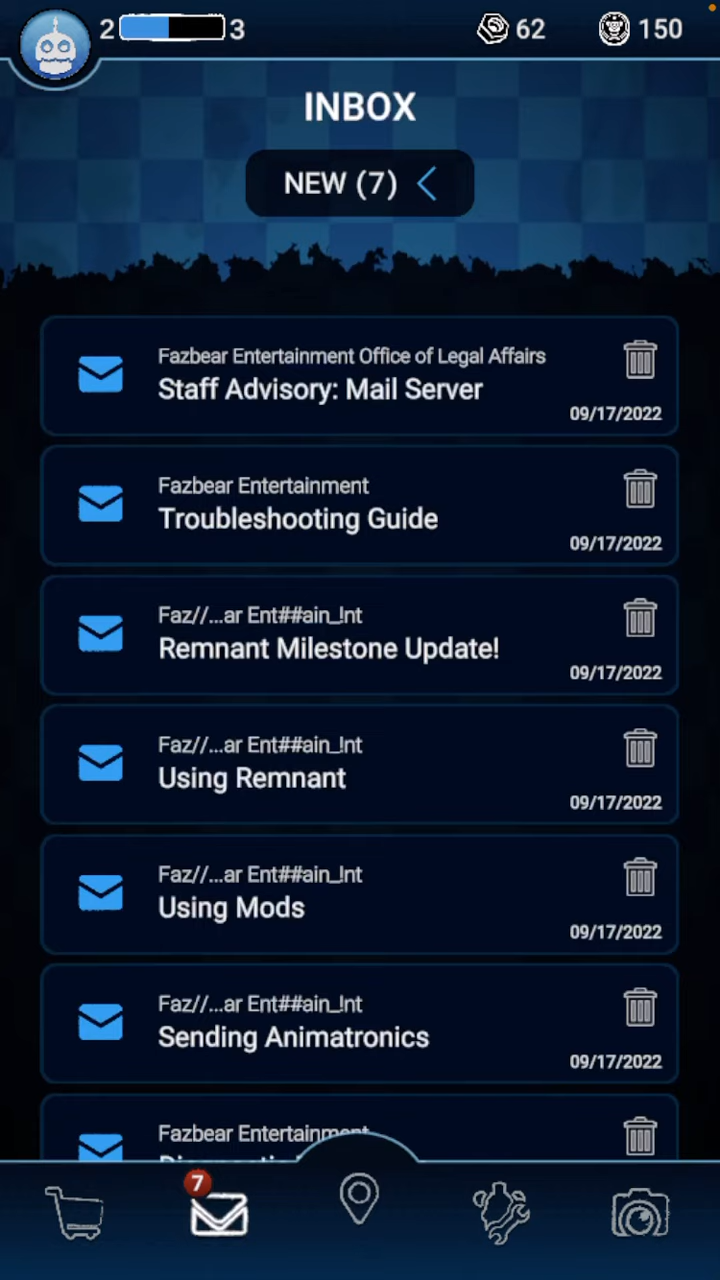 2 3 62 150
INBOX
NEW (7)
Fazbear Entertainment Office of Legal Affairs
Staff Advisory: Mail Server
09/17/2022
Fazbear Entertainment
Troubleshooting Guide
09/17/2022
Faz//...ar Ent##ain_!nt
Remnant Milestone Update!
09/17/2022
Faz//...ar Ent##ain_!nt
Using Remnant
09/17/2022
Faz//...ar Ent##ain_!nt
Using Mods
09/17/2022
Faz//...ar Ent##ain_!nt
Sending Animatronics
09/17/2022
Fazbear Entertainment
7